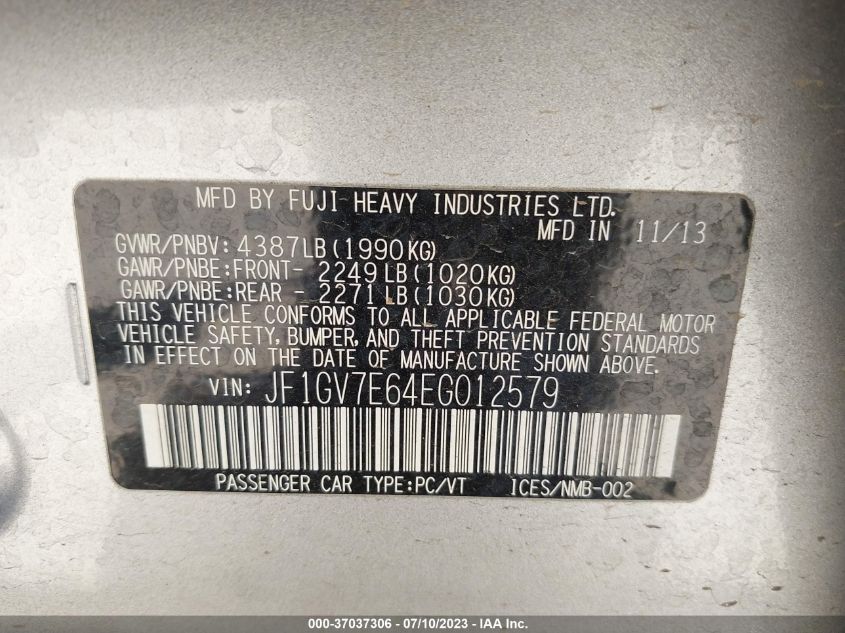 MFD BY FUJI HEAVY INDUSTRIES LTD.
MFD IN 11/13
GVWR/PNBV: 4387LB(1990KG)
GAWR/PNBE:FRONT- 2249LB(1020KG)
GAWR/PNBE:REAR - 2271LB(1030KG)
THIS VEHICLE CONFORMS TO ALL APPLICABLE FEDERAL MOTOR
VEHICLE SAFETY, BUMPER, AND THEFT PREVENTION STANDARDS
IN EFFECT ON THE DATE OF MANUFACTURE SHOWN ABOVE.
VIN: JF1GV7E64EG012579
PASSENGER CAR TYPE:PC/VT ICES/NMB-002
000-37037306 - 07/10/2023 - IAA Inc.